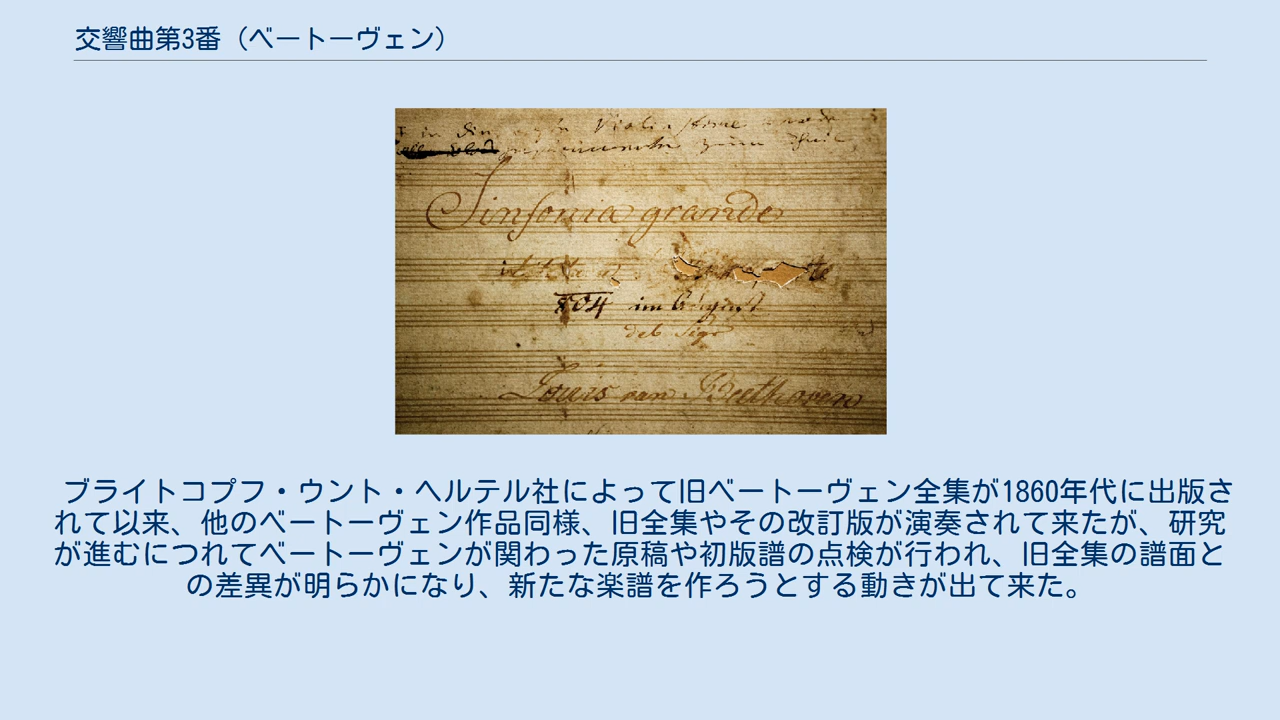 交響曲第3番（ベートーヴェン）
Sinfonia grande
804 im August
del Sigr
Louis van Beethoven
ブライトコプフ・ウント・ヘルテル社によって旧ベートーヴェン全集が1860年代に出版さ
れて以来、他のベートーヴェン作品同様、旧全集やその改訂版が演奏されて来たが、研究
が進むにつれてベートーヴェンが関わった原稿や初版譜の点検が行われ、旧全集の譜面と
の差異が明らかになり、新たな楽譜を作ろうとする動きが出て来た。